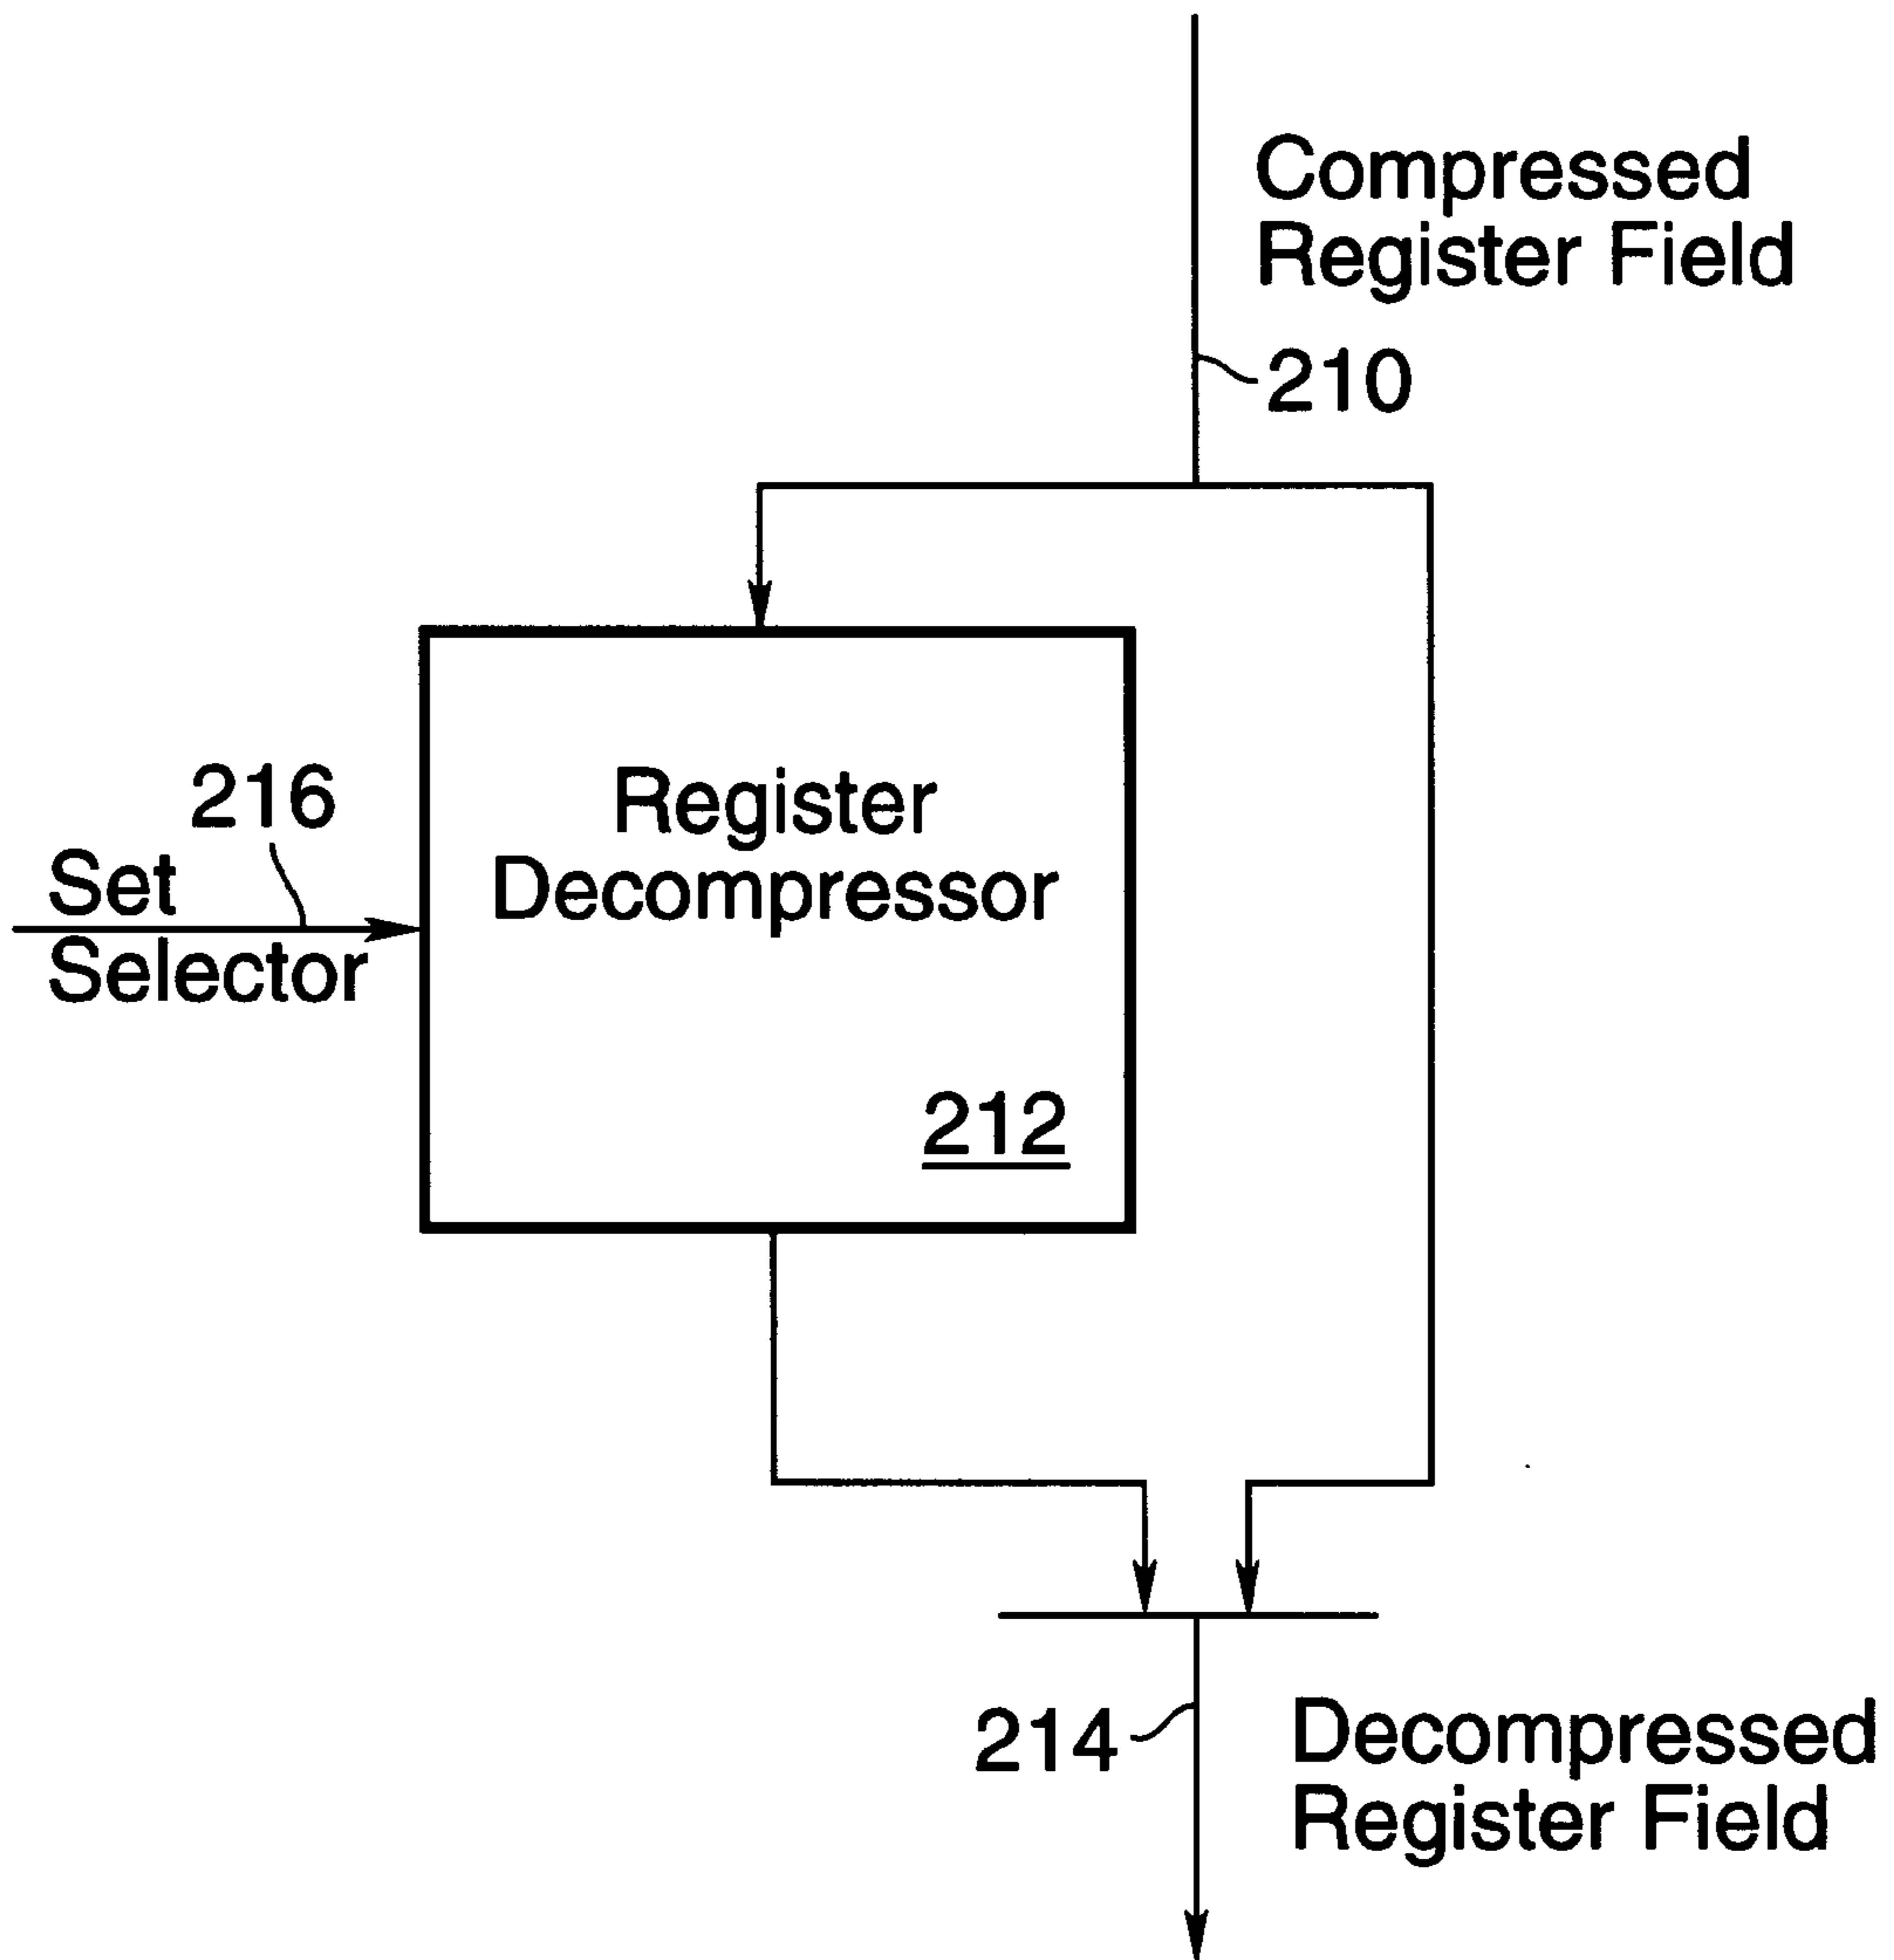 Compressed
Register Field
210
216
Set
Selector
Register
Decompressor
212
214
Decompressed
Register Field